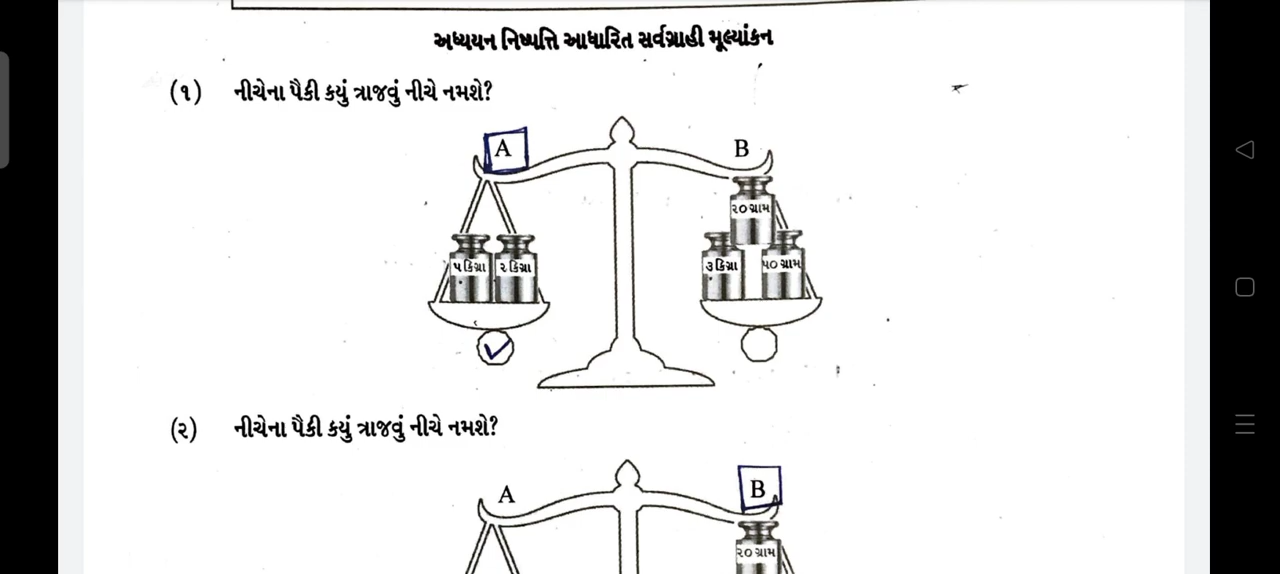 અધ્યયન નિષ્પત્તિ આધારિત સર્વગ્રાહી મૂલ્યાંકન
(૧) નીચેના પૈકી કયું ત્રાજવું નીચે નમશે?
A B
૨૦ ગ્રામ
૫ કિગ્રા ૨ કિગ્રા ૩ કિગ્રા ૫૦ ગ્રામ
(૨) નીચેના પૈકી કયું ત્રાજવું નીચે નમશે?
A B
૨૦ ગ્રામ